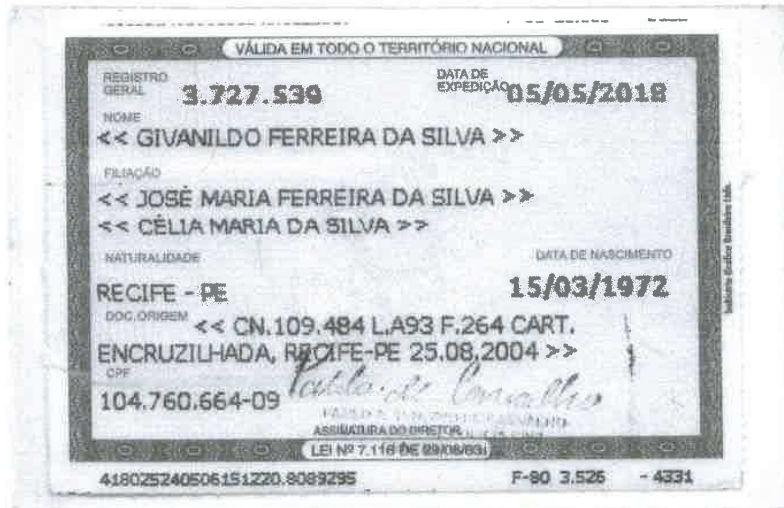 VÁLIDA EM TODO O TERRITÓRIO NACIONAL
REGISTRO GERAL 3.727.539 DATA DE EXPEDIÇÃO 05/05/2018
NOME
<< GIVANILDO FERREIRA DA SILVA >>
FILIAÇÃO
<< JOSÉ MARIA FERREIRA DA SILVA >>
<< CÉLIA MARIA DA SILVA >>
NATURALIDADE DATA DE NASCIMENTO
RECIFE - PE 15/03/1972
DOC.ORIGEM << CN.109.484 L.A93 F.264 CART.
ENCRUZILHADA, RECIFE-PE 25.08.2004 >>
CPF
104.760.664-09
ASSINATURA DO DIRETOR
LEI Nº 7.116 DE 29/08/83
418025240506151220.8089295 F-80 3.526 - 4331